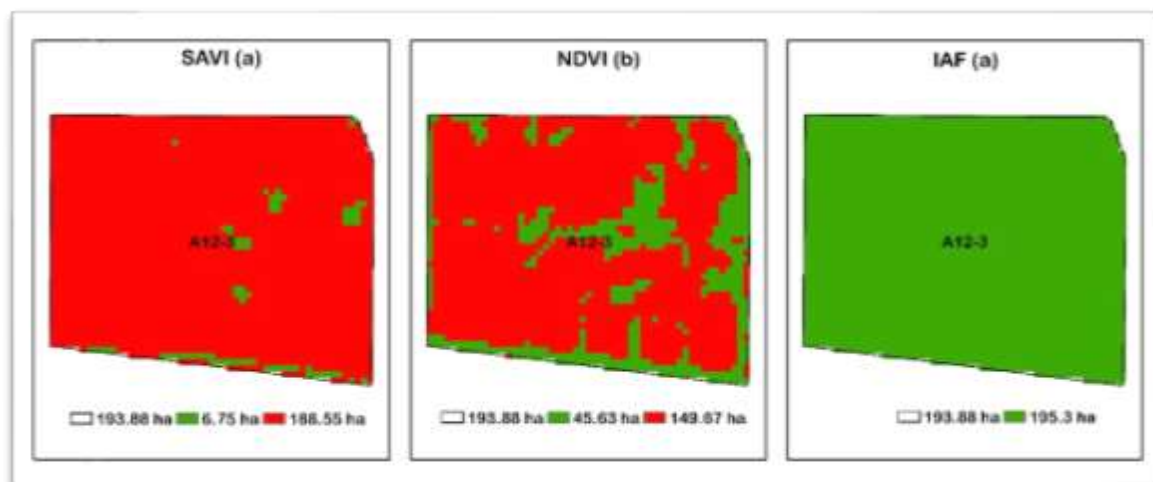 SAVI (a)
A12-3
193.88 ha 6.75 ha 188.55 ha
NDVI (b)
A12-3
193.88 ha 45.63 ha 149.67 ha
IAF (a)
A12-3
193.88 ha 195.3 ha